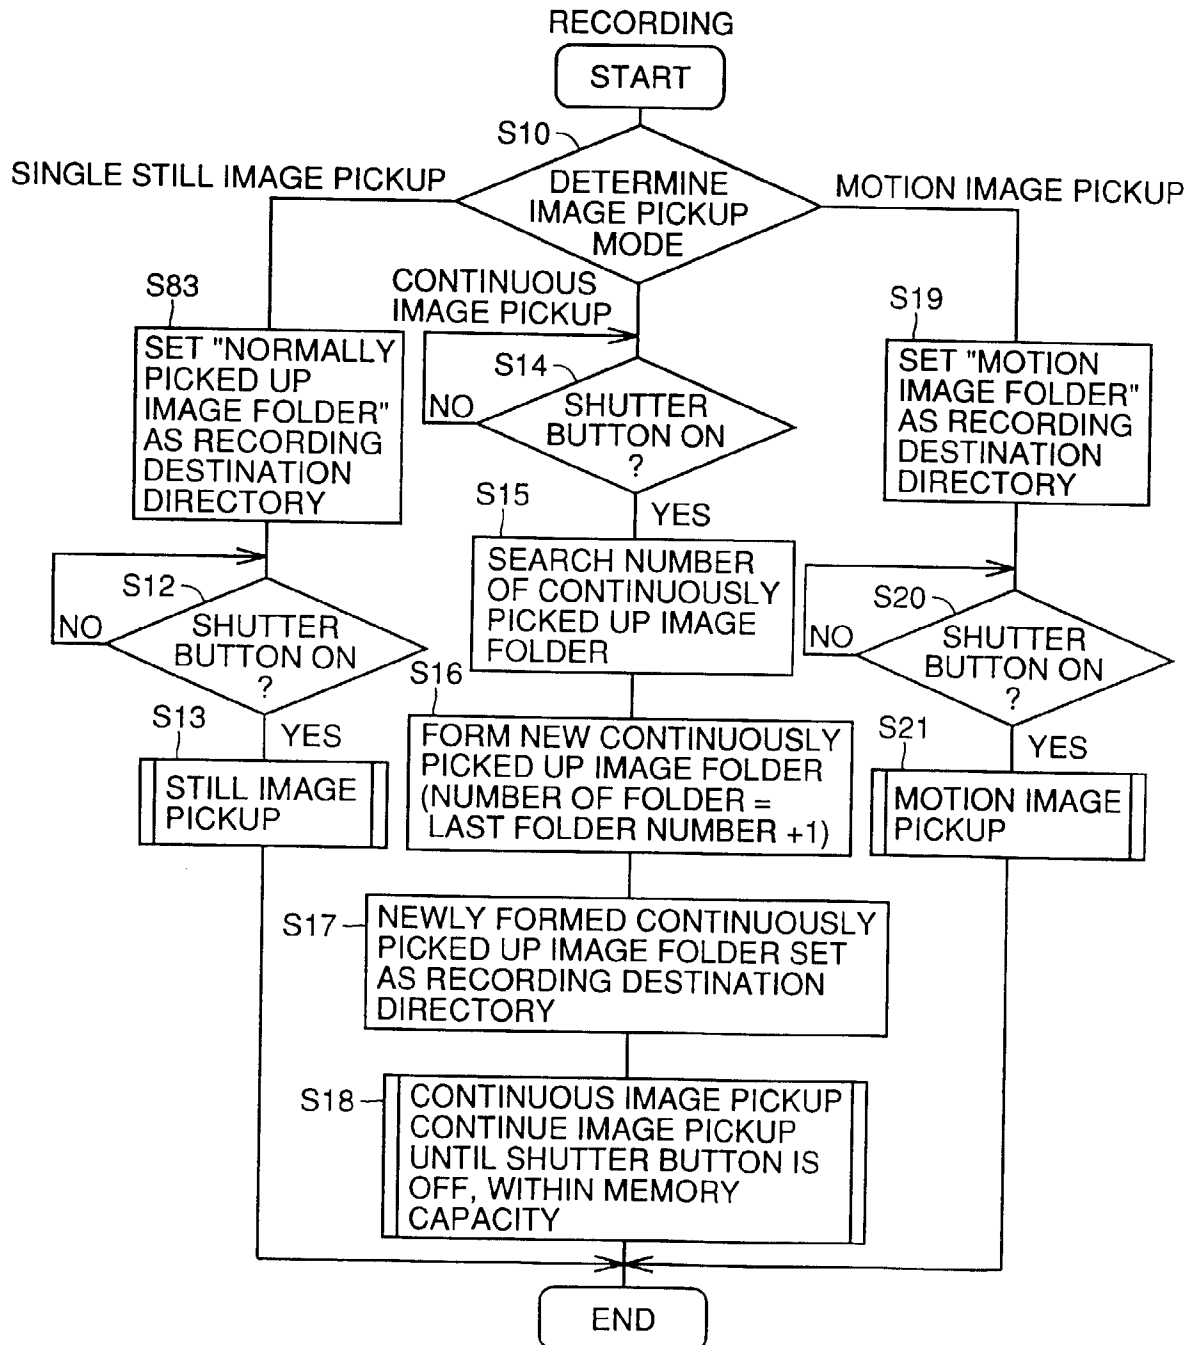 RECORDING
START
S10
DETERMINE
IMAGE PICKUP
MODE
SINGLE STILL IMAGE PICKUP
MOTION IMAGE PICKUP
CONTINUOUS
IMAGE PICKUP
S83
SET "NORMALLY
PICKED UP
IMAGE FOLDER"
AS RECORDING
DESTINATION
DIRECTORY
S12
NO
SHUTTER
BUTTON ON
?
YES
S13
STILL IMAGE
PICKUP
S14
NO
SHUTTER
BUTTON ON
?
YES
S15
SEARCH NUMBER
OF CONTINUOUSLY
PICKED UP IMAGE
FOLDER
S16
FORM NEW CONTINUOUSLY
PICKED UP IMAGE FOLDER
(NUMBER OF FOLDER =
LAST FOLDER NUMBER +1)
S17
NEWLY FORMED CONTINUOUSLY
PICKED UP IMAGE FOLDER SET
AS RECORDING DESTINATION
DIRECTORY
S18
CONTINUOUS IMAGE PICKUP
CONTINUE IMAGE PICKUP
UNTIL SHUTTER BUTTON IS
OFF, WITHIN MEMORY
CAPACITY
S19
SET "MOTION
IMAGE FOLDER"
AS RECORDING
DESTINATION
DIRECTORY
S20
NO
SHUTTER
BUTTON ON
?
YES
S21
MOTION IMAGE
PICKUP
END